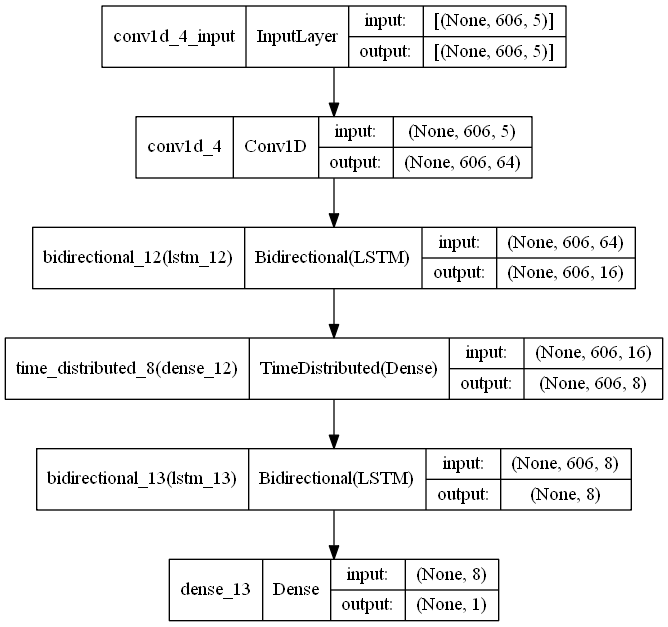 conv1d_4_input InputLayer input: [(None, 606, 5)]
output: [(None, 606, 5)]
conv1d_4 Conv1D input: (None, 606, 5)
output: (None, 606, 64)
bidirectional_12(lstm_12) Bidirectional(LSTM) input: (None, 606, 64)
output: (None, 606, 16)
time_distributed_8(dense_12) TimeDistributed(Dense) input: (None, 606, 16)
output: (None, 606, 8)
bidirectional_13(lstm_13) Bidirectional(LSTM) input: (None, 606, 8)
output: (None, 8)
dense_13 Dense input: (None, 8)
output: (None, 1)